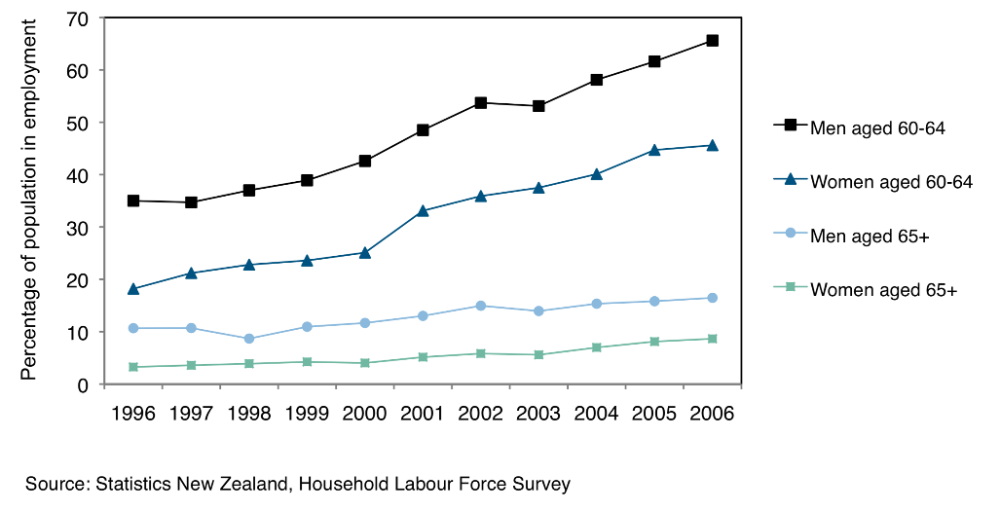 Percentage of population in employment
70
60
50
40
30
20
10
0
1996 1997 1998 1999 2000 2001 2002 2003 2004 2005 2006
Men aged 60-64
Women aged 60-64
Men aged 65+
Women aged 65+
Source: Statistics New Zealand, Household Labour Force Survey